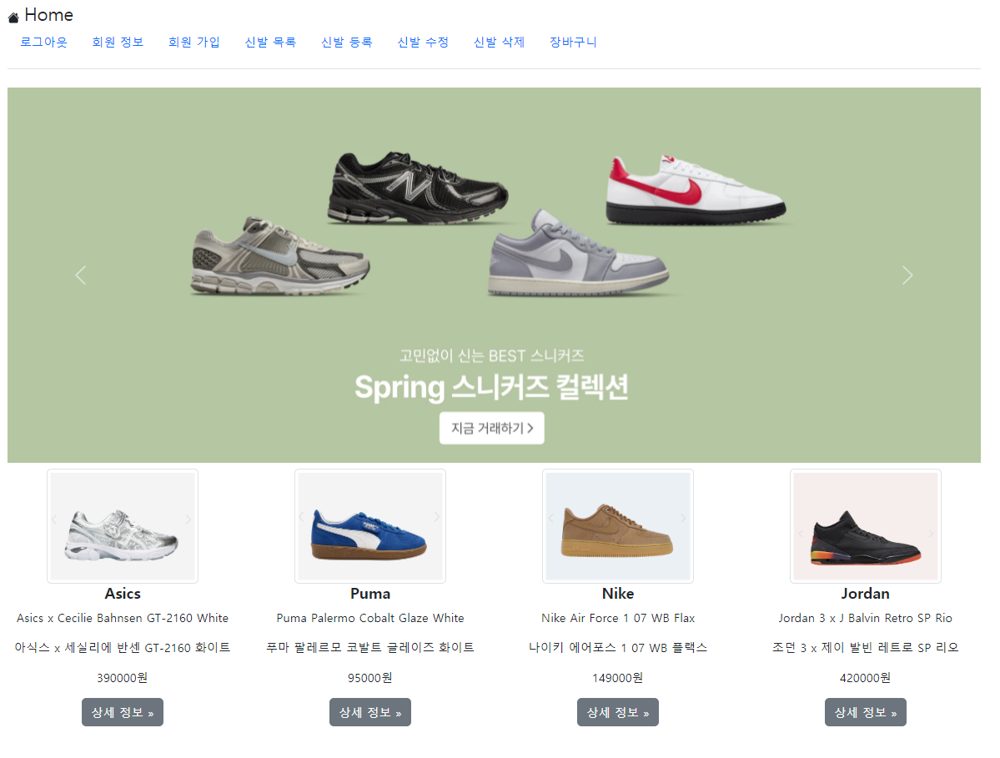 Home
로그아웃 회원 정보 회원 가입 신발 목록 신발 등록 신발 수정 신발 삭제 장바구니
고민없이 신는 BEST 스니커즈
Spring 스니커즈 컬렉션
지금 거래하기 >
Asics Puma Nike Jordan
Asics x Cecilie Bahnsen GT-2160 White Puma Palermo Cobalt Glaze White Nike Air Force 1 07 WB Flax Jordan 3 x J Balvin Retro SP Rio
아식스 x 세실리에 반센 GT-2160 화이트 푸마 팔레르모 코발트 글레이즈 화이트 나이키 에어포스 1 07 WB 플랙스 조던 3 x 제이 발빈 레트로 SP 리오
390000원 95000원 149000원 420000원
상세 정보 » 상세 정보 » 상세 정보 » 상세 정보 »